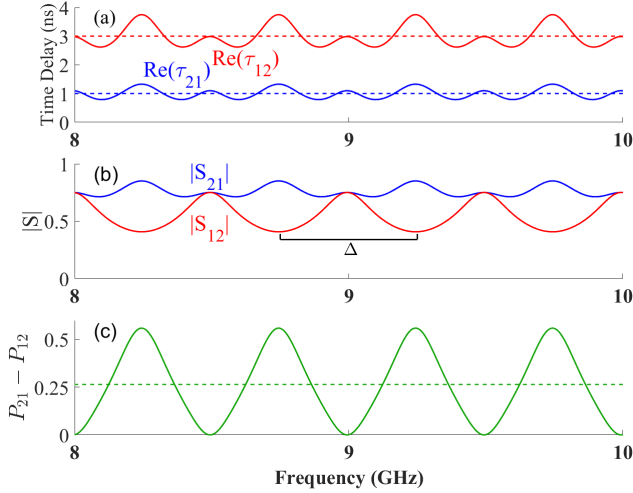 (a)
Time Delay (ns)
4
3
2
1
0
Re(τ₂₁)
Re(τ₁₂)
8
9
10
(b)
|S|
1
0.5
0
|S₂₁|
|S₁₂|
Δ
8
9
10
(c)
P₂₁ − P₁₂
0.5
0.25
0
8
9
10
Frequency (GHz)